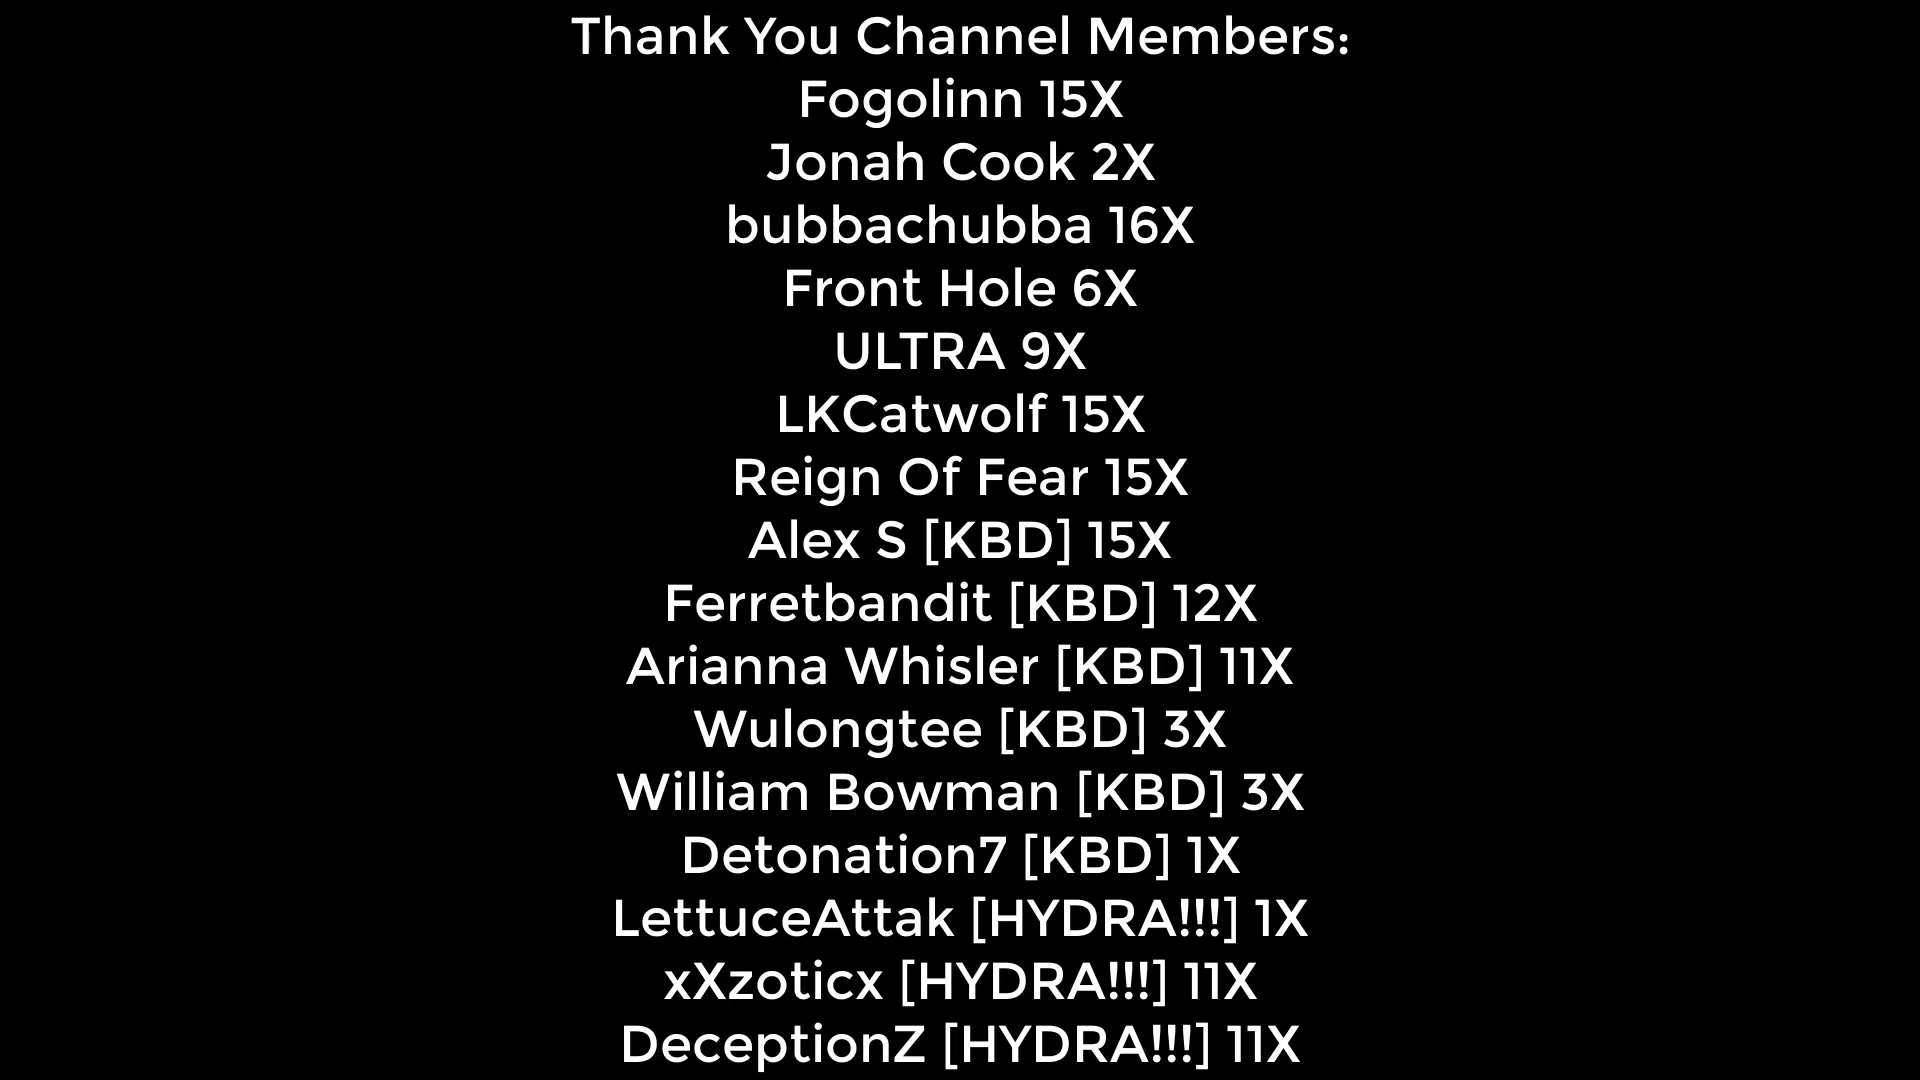 Thank You Channel Members:
Fogolinn 15X
Jonah Cook 2X
bubbachubba 16X
Front Hole 6X
ULTRA 9X
LKCatwolf 15X
Reign Of Fear 15X
Alex S [KBD] 15X
Ferretbandit [KBD] 12X
Arianna Whisler [KBD] 11X
Wulongtee [KBD] 3X
William Bowman [KBD] 3X
Detonation7 [KBD] 1X
LettuceAttak [HYDRA!!!] 1X
xXzoticx [HYDRA!!!] 11X
DeceptionZ [HYDRA!!!] 11X